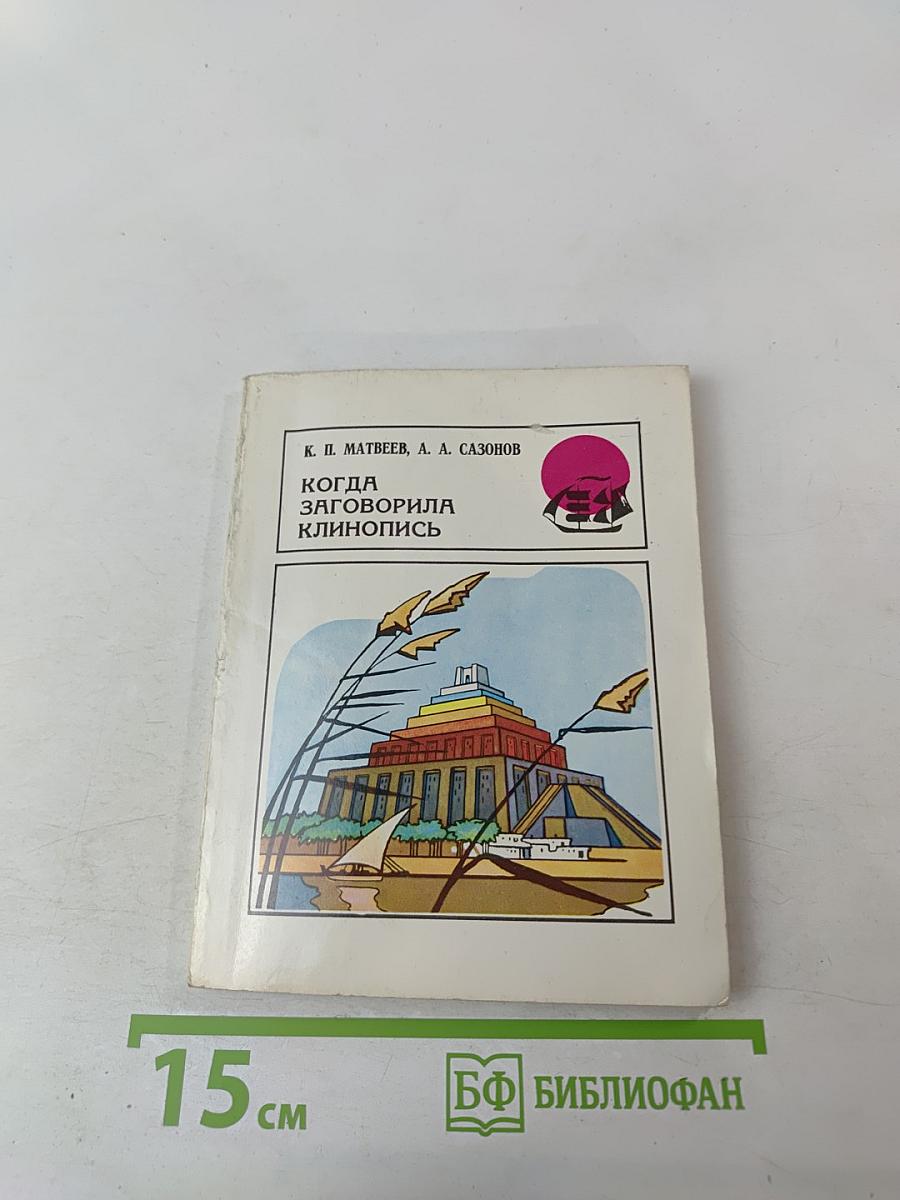 К. П. МАТВЕЕВ, А. А. САЗОНОВ
КОГДА
ЗАГОВОРИЛА
КЛИНОПИСЬ
15 см
БФ БИБЛИОФАН